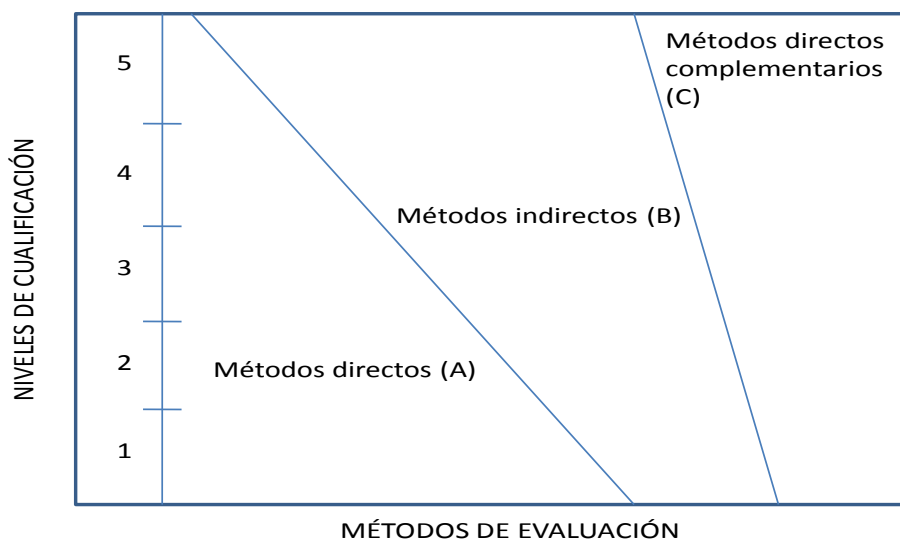 NIVELES DE CUALIFICACIÓN
5
4
3
2
1
Métodos directos
complementarios
(C)
Métodos indirectos (B)
Métodos directos (A)
MÉTODOS DE EVALUACIÓN